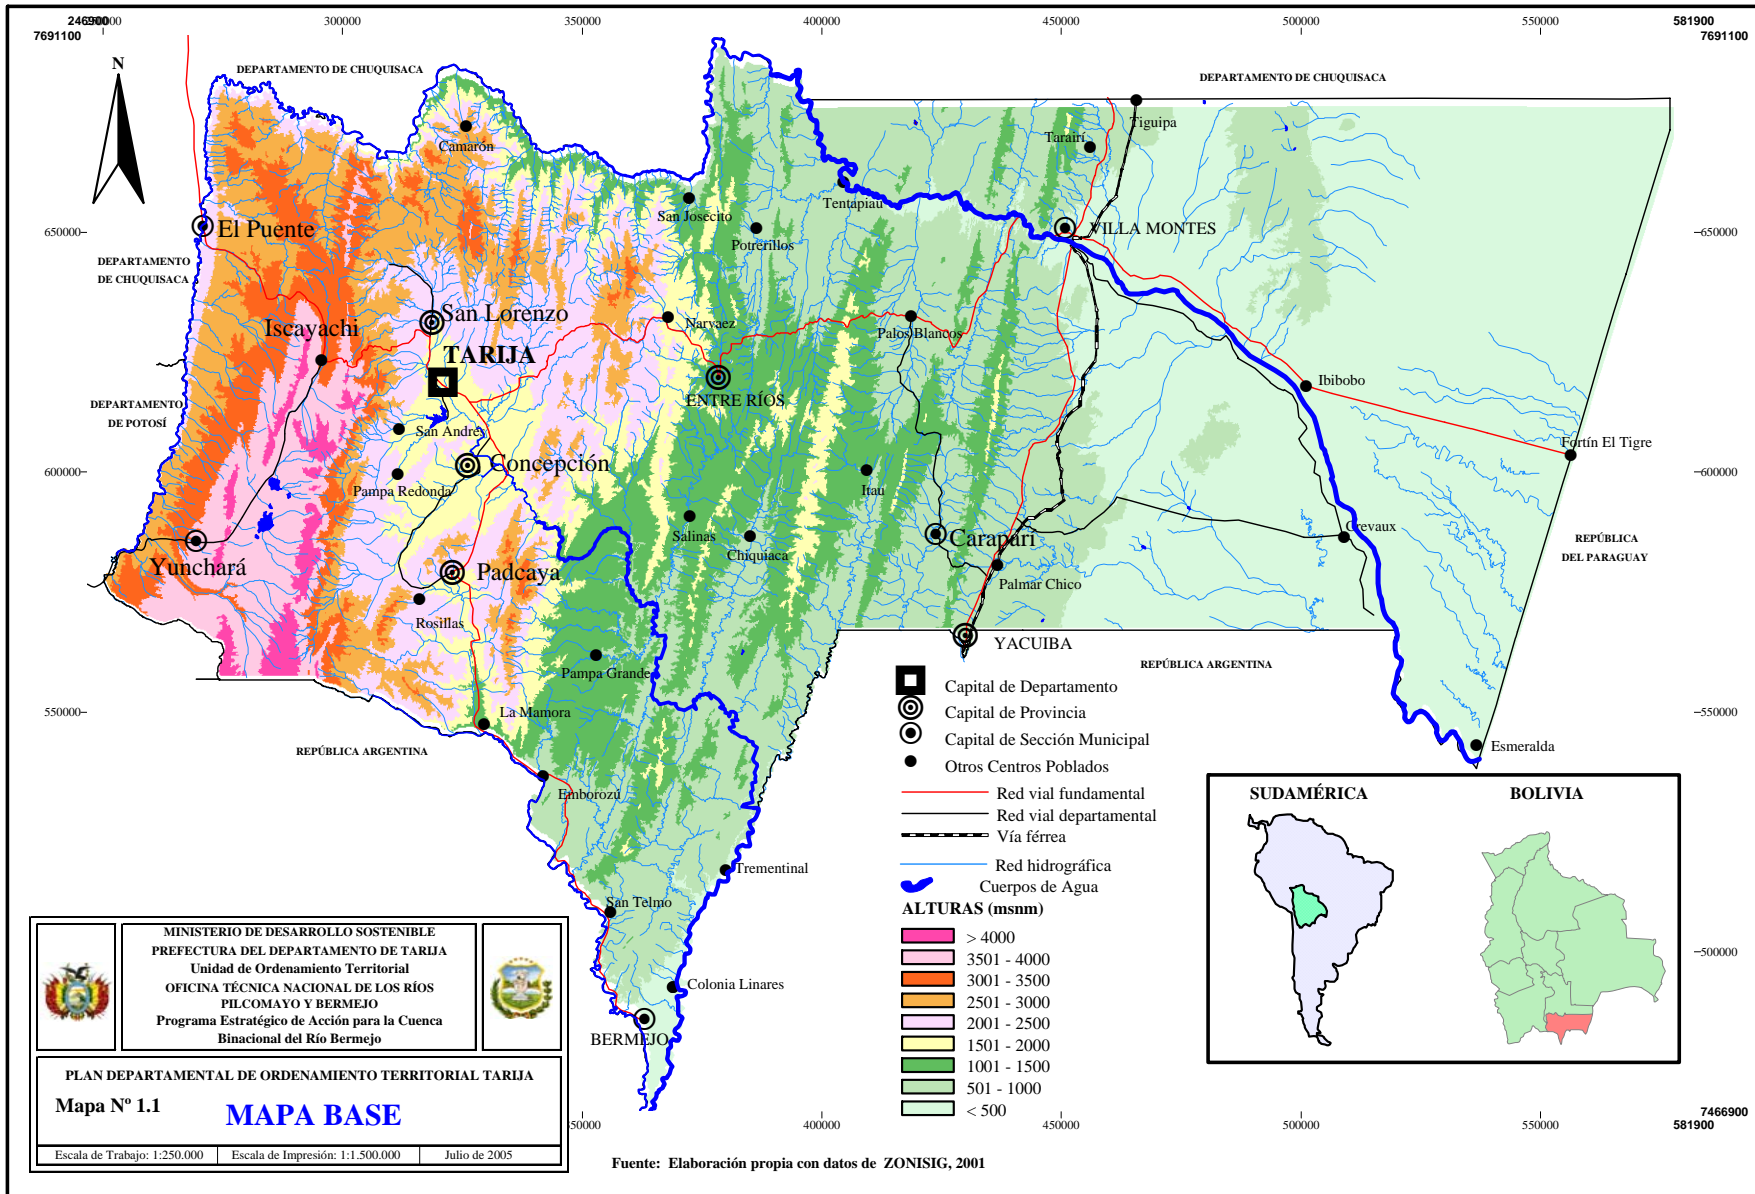 246900
250000
300000
350000
400000
450000
500000
550000
581900
7691100
7691100
N
DEPARTAMENTO DE CHUQUISACA
DEPARTAMENTO DE CHUQUISACA
Tiguipa
Camarón
Tarairí
San Josecito
Tentapiau
650000
El Puente
Potrerillos
VILLA MONTES
650000
DEPARTAMENTO
DE CHUQUISACA
San Lorenzo
Iscayachi
Narvaez
Palos Blancos
TARIJA
Ibibobo
ENTRE RÍOS
DEPARTAMENTO
DE POTOSÍ
San Andrés
Fortín El Tigre
Concepción
600000
600000
Pampa Redonda
Itau
Crevaux
Salinas
Carapari
REPÚBLICA
DEL PARAGUAY
Chiquiaca
Yunchará
Padcaya
Palmar Chico
Rosillas
YACUIBA
REPÚBLICA ARGENTINA
Pampa Grande
Capital de Departamento
550000
La Mamora
Capital de Provincia
550000
REPÚBLICA ARGENTINA
Capital de Sección Municipal
Esmeralda
Otros Centros Poblados
Emborozú
Red vial fundamental
SUDAMÉRICA
BOLIVIA
Red vial departamental
Vía férrea
Trementinal
Red hidrográfica
Cuerpos de Agua
San Telmo
ALTURAS (msnm)
> 4000
3501 - 4000
500000
3001 - 3500
Colonia Linares
2501 - 3000
2001 - 2500
BERMEJO
1501 - 2000
1001 - 1500
501 - 1000
< 500
MINISTERIO DE DESARROLLO SOSTENIBLE
PREFECTURA DEL DEPARTAMENTO DE TARIJA
Unidad de Ordenamiento Territorial
OFICINA TÉCNICA NACIONAL DE LOS RÍOS
PILCOMAYO Y BERMEJO
Programa Estratégico de Acción para la Cuenca
Binacional del Río Bermejo
PLAN DEPARTAMENTAL DE ORDENAMIENTO TERRITORIAL TARIJA
Mapa Nº 1.1
MAPA BASE
Escala de Trabajo: 1:250.000
Escala de Impresión: 1:1.500.000
Julio de 2005
350000
400000
450000
500000
550000
7466900
581900
Fuente: Elaboración propia con datos de ZONISIG, 2001